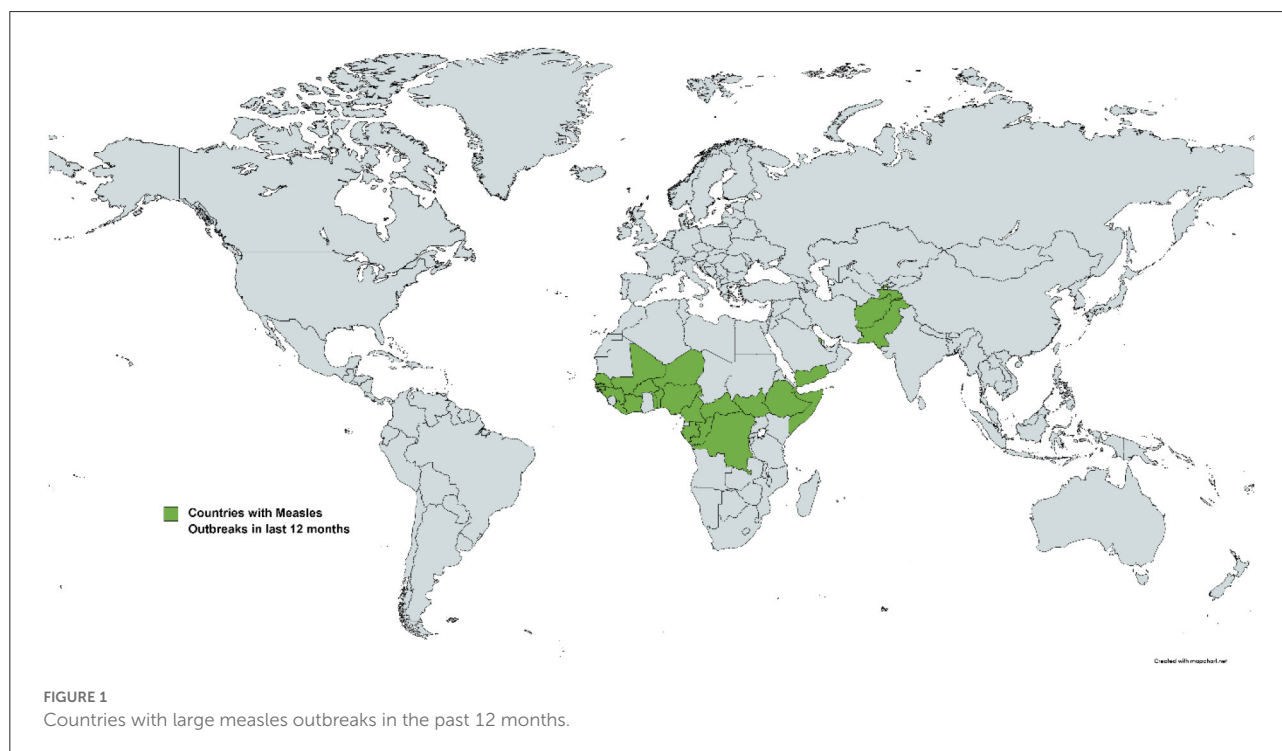 Countries with Measles
Outbreaks in last 12 months
Created with mapchart.net
FIGURE 1
Countries with large measles outbreaks in the past 12 months.